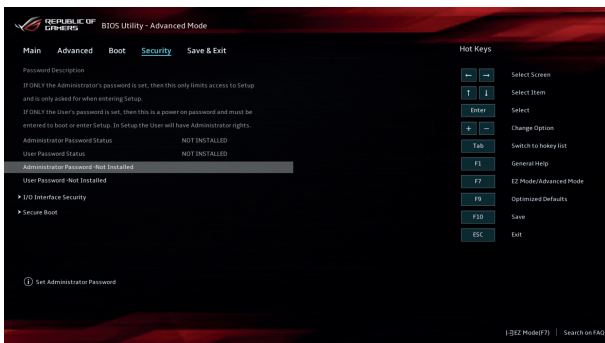 REPUBLIC OF
GAMERS
BIOS Utility - Advanced Mode
Main Advanced Boot Security Save & Exit
Hot Keys
Password Description
If ONLY the Administrator's password is set, then this only limits access to Setup
and is only asked for when entering Setup.
If ONLY the User's password is set, then this is a power on password and must be
entered to boot or enter Setup. In Setup the User will have Administrator rights.
Administrator Password Status NOT INSTALLED
User Password Status NOT INSTALLED
Administrator Password -Not Installed
User Password -Not Installed
I/O Interface Security
Secure Boot
← → Select Screen
↑ ↓ Select Item
Enter Select
+ − Change Option
Tab Switch to hokey list
F1 General Help
F7 EZ Mode/Advanced Mode
F9 Optimized Defaults
F10 Save
ESC Exit
Set Administrator Password
EZ Mode(F7) | Search on FAQ